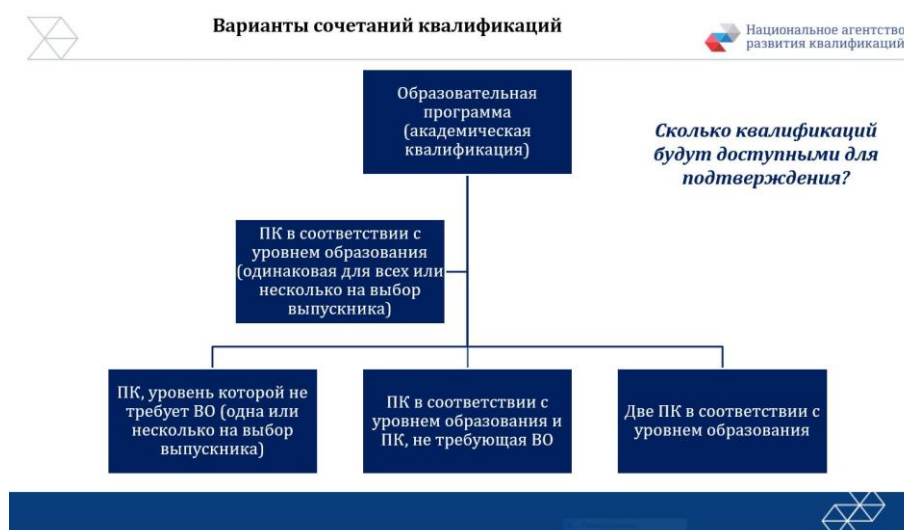 Варианты сочетаний квалификаций
Национальное агентство
развития квалификаций
Образовательная
программа
(академическая
квалификация)
Сколько квалификаций
будут доступными для
подтверждения?
ПК в соответствии с
уровнем образования
(одинаковая для всех или
несколько на выбор
выпускника)
ПК, уровень которой не
требует ВО (одна или
несколько на выбор
выпускника)
ПК в соответствии с
уровнем образования и
ПК, не требующая ВО
Две ПК в соответствии с
уровнем образования